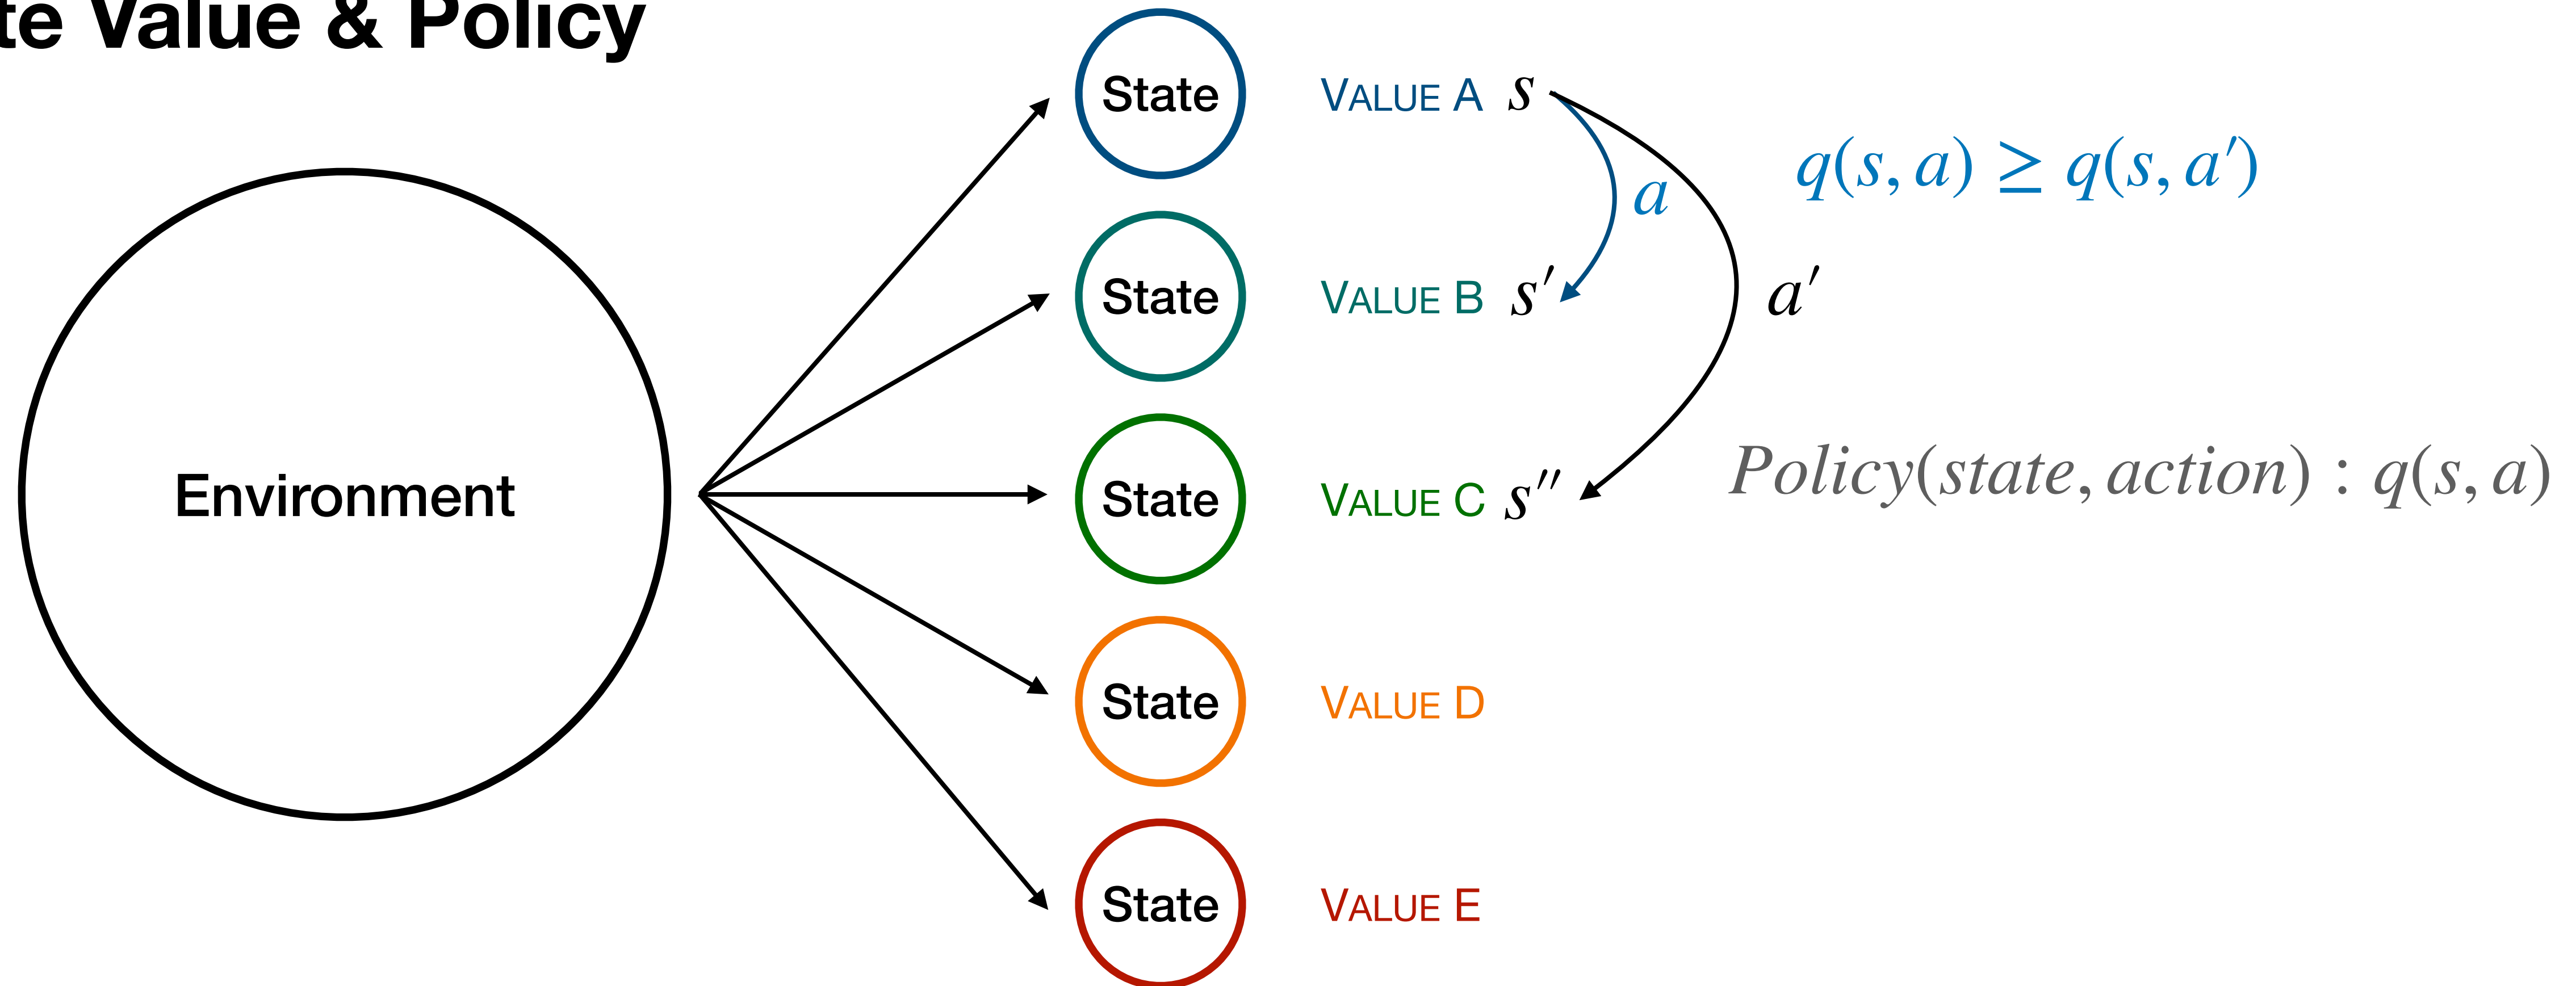 te Value & Policy
Environment
State
VALUE A s
a
q(s, a) ≥ q(s, a′)
State
VALUE B s′
a′
State
VALUE C s′′
Policy(state, action) : q(s, a)
State
VALUE D
State
VALUE E